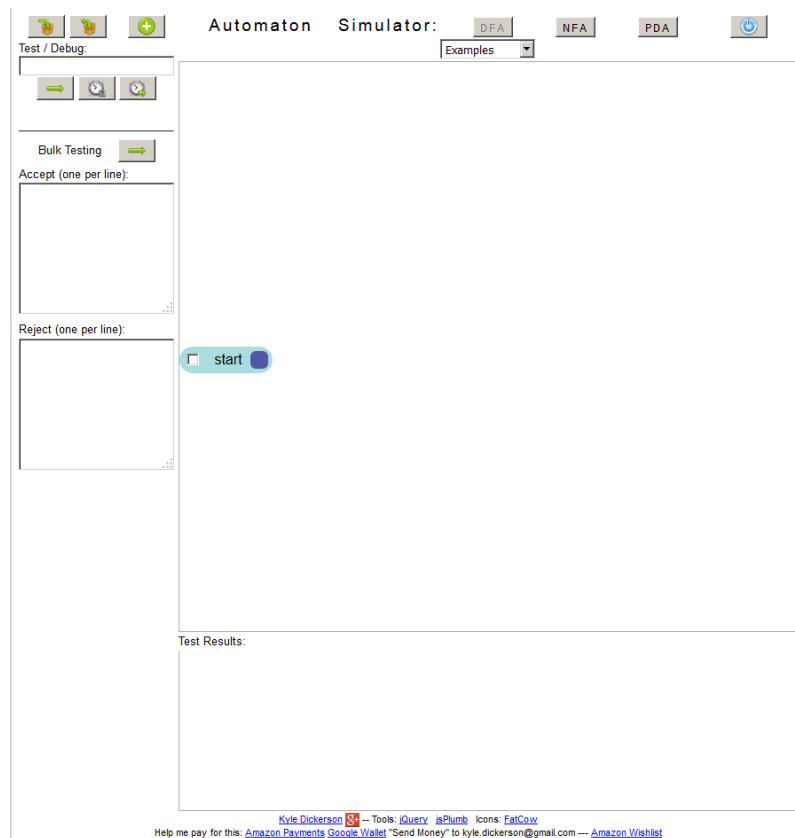 Automaton Simulator: DFA NFA PDA
Test / Debug:
Examples
Bulk Testing
Accept (one per line):
Reject (one per line):
start
Test Results:
Kyle Dickerson g+ -- Tools: jQuery jsPlumb Icons: FatCow
Help me pay for this: Amazon Payments Google Wallet "Send Money" to kyle.dickerson@gmail.com --- Amazon Wishlist